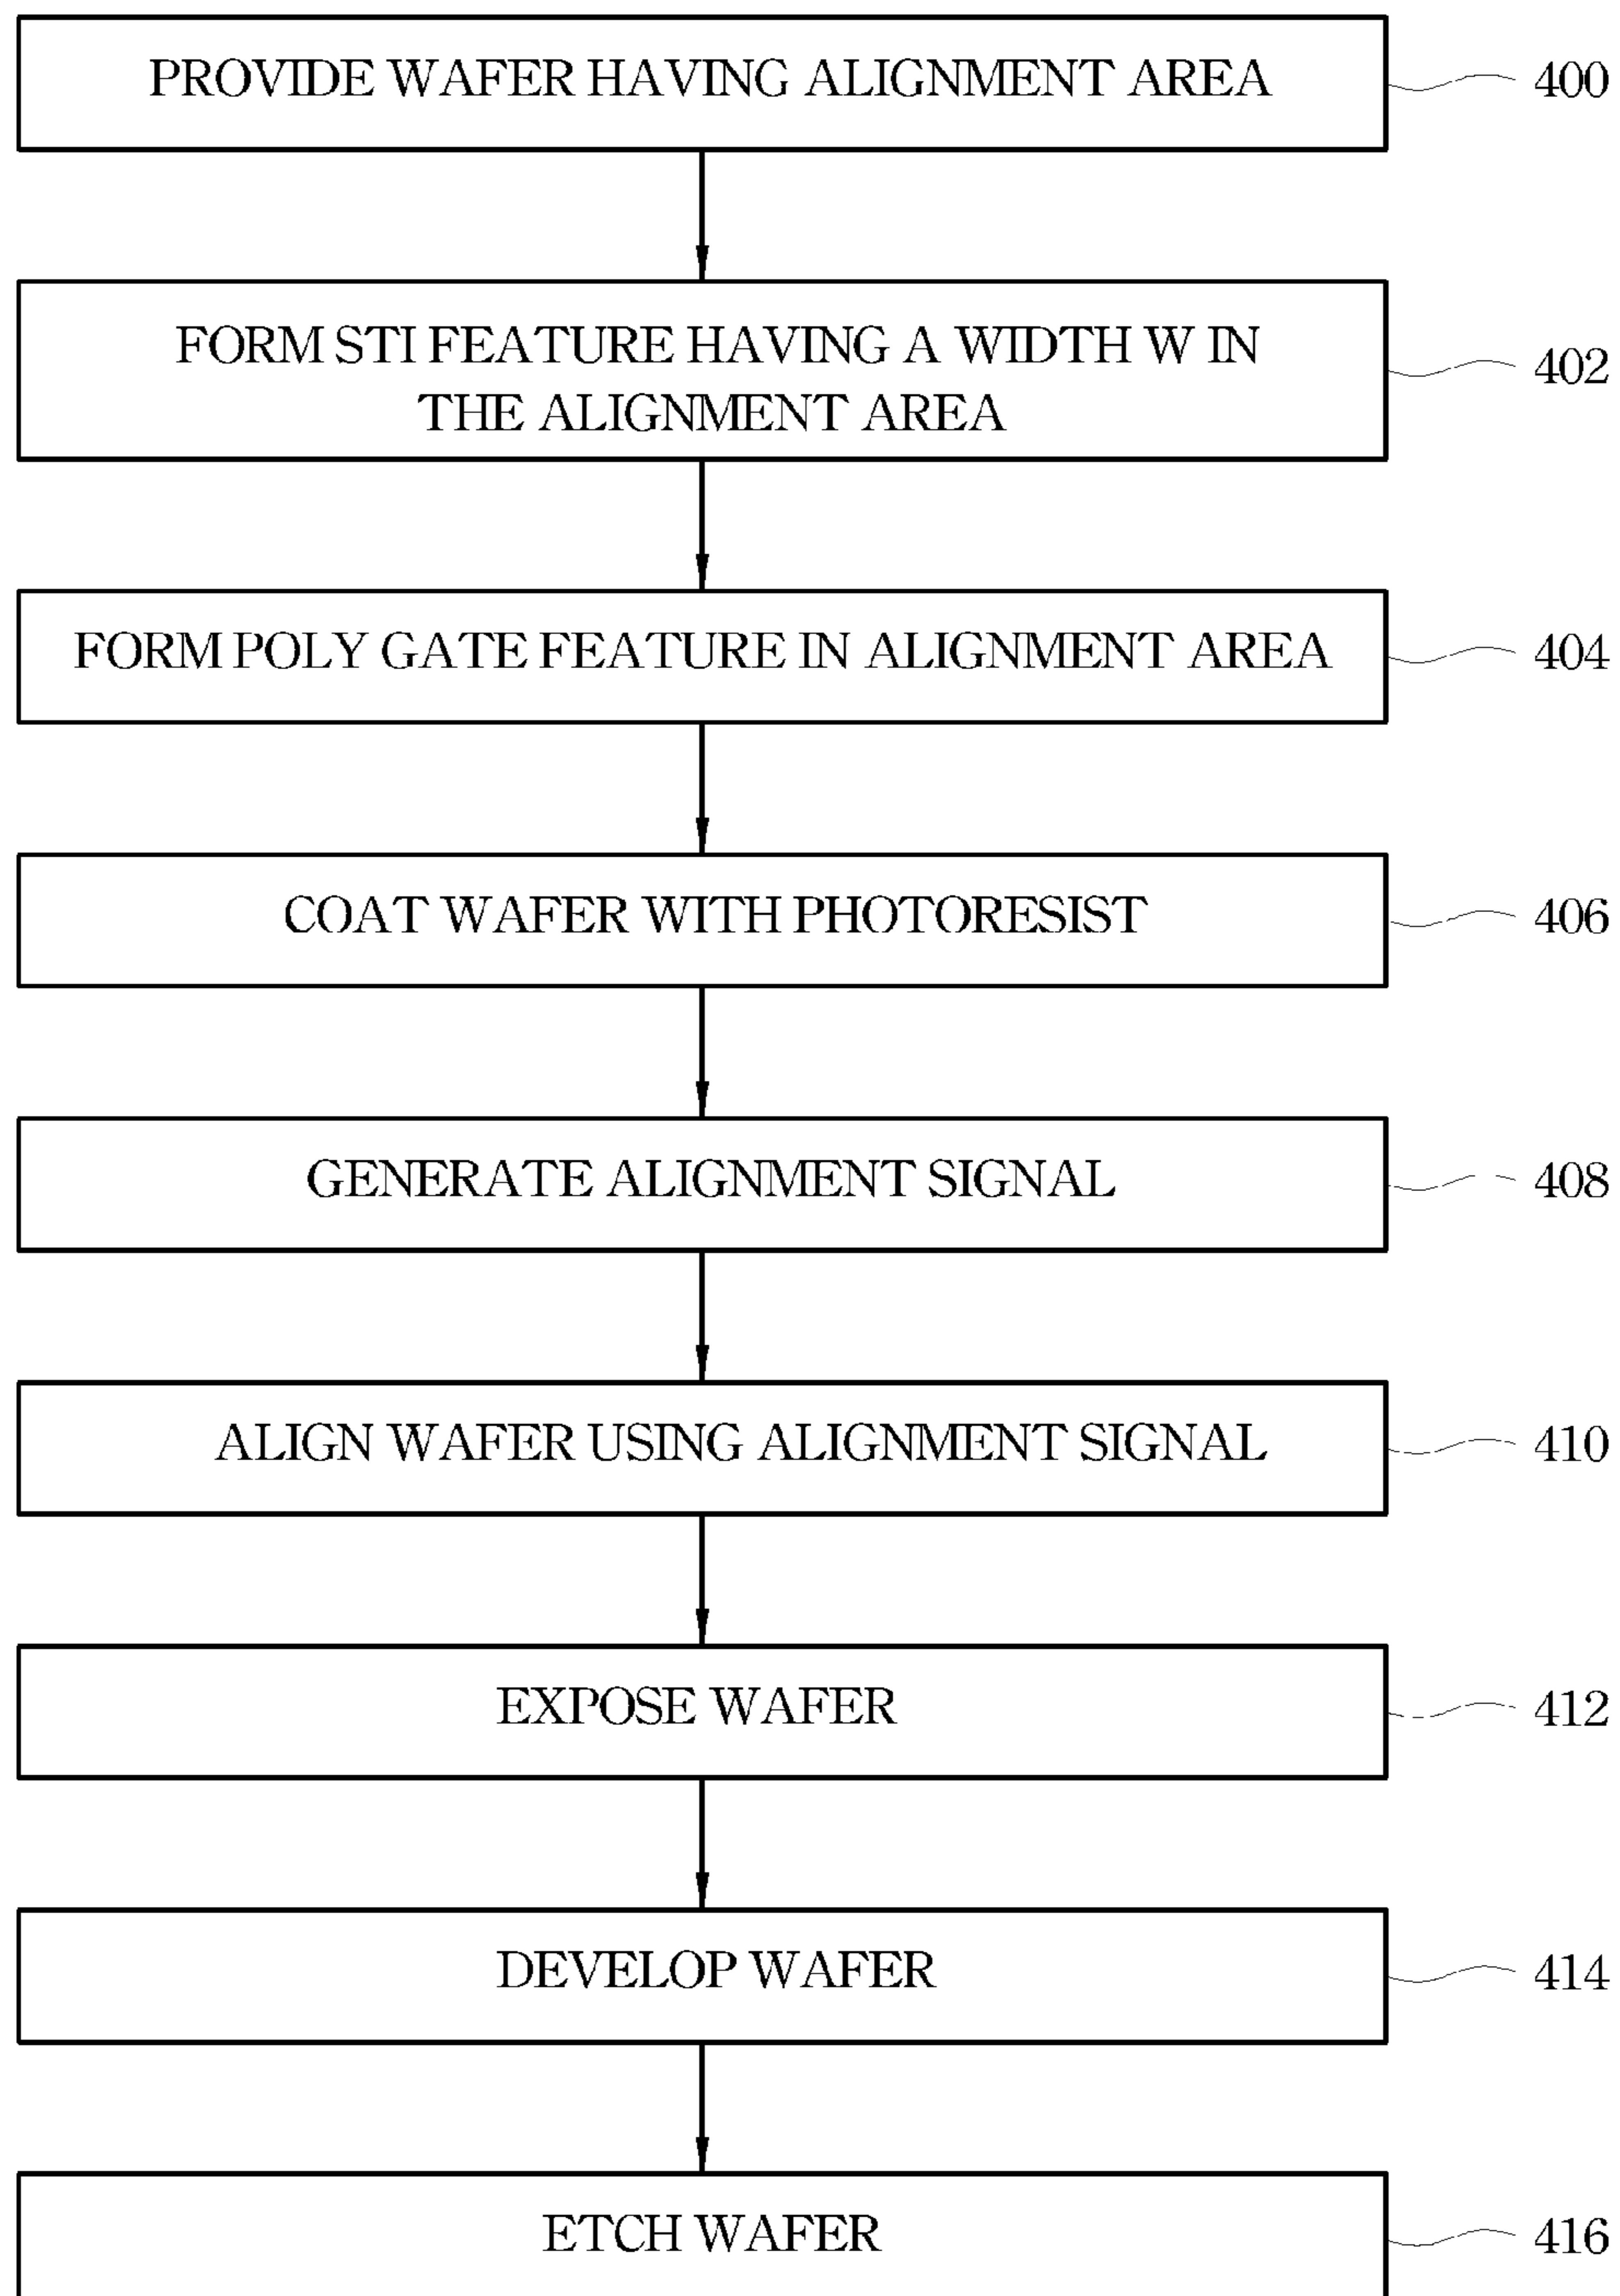 PROVIDE WAFER HAVING ALIGNMENT AREA 400
FORM STI FEATURE HAVING A WIDTH W IN
THE ALIGNMENT AREA 402
FORM POLY GATE FEATURE IN ALIGNMENT AREA 404
COAT WAFER WITH PHOTORESIST 406
GENERATE ALIGNMENT SIGNAL 408
ALIGN WAFER USING ALIGNMENT SIGNAL 410
EXPOSE WAFER 412
DEVELOP WAFER 414
ETCH WAFER 416